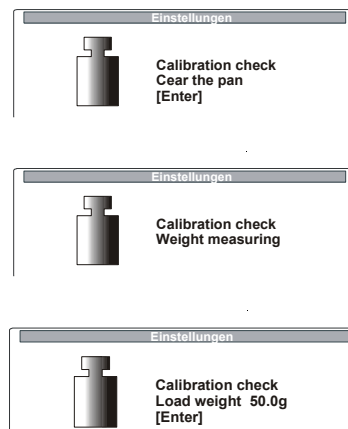 Einstellungen
Calibration check
Cear the pan
[Enter]
Einstellungen
Calibration check
Weight measuring
Einstellungen
Calibration check
Load weight 50.0g
[Enter]